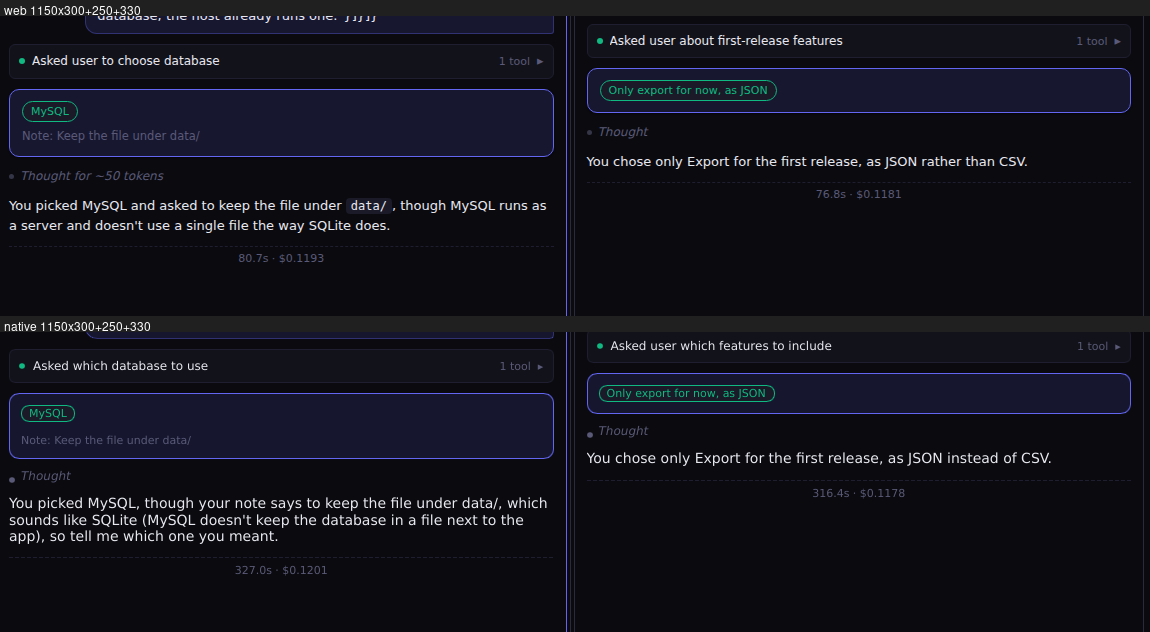 web 1150x300+250+330
database, the host already runs one." }]}]}
Asked user to choose database
1 tool ▸
MySQL
Note: Keep the file under data/
Thought for ~50 tokens
You picked MySQL and asked to keep the file under data/, though MySQL runs as
a server and doesn't use a single file the way SQLite does.
80.7s · $0.1193
Asked user about first-release features
1 tool ▸
Only export for now, as JSON
Thought
You chose only Export for the first release, as JSON rather than CSV.
76.8s · $0.1181
native 1150x300+250+330
Asked which database to use
1 tool ▸
MySQL
Note: Keep the file under data/
Thought
You picked MySQL, though your note says to keep the file under data/, which
sounds like SQLite (MySQL doesn't keep the database in a file next to the
app), so tell me which one you meant.
327.0s · $0.1201
Asked user which features to include
1 tool ▸
Only export for now, as JSON
Thought
You chose only Export for the first release, as JSON instead of CSV.
316.4s · $0.1178